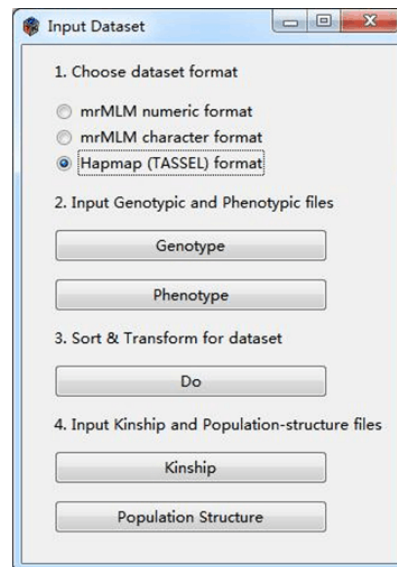 Input Dataset
1. Choose dataset format
mrMLM numeric format
mrMLM character format
Hapmap (TASSEL) format
2. Input Genotypic and Phenotypic files
Genotype
Phenotype
3. Sort & Transform for dataset
Do
4. Input Kinship and Population-structure files
Kinship
Population Structure